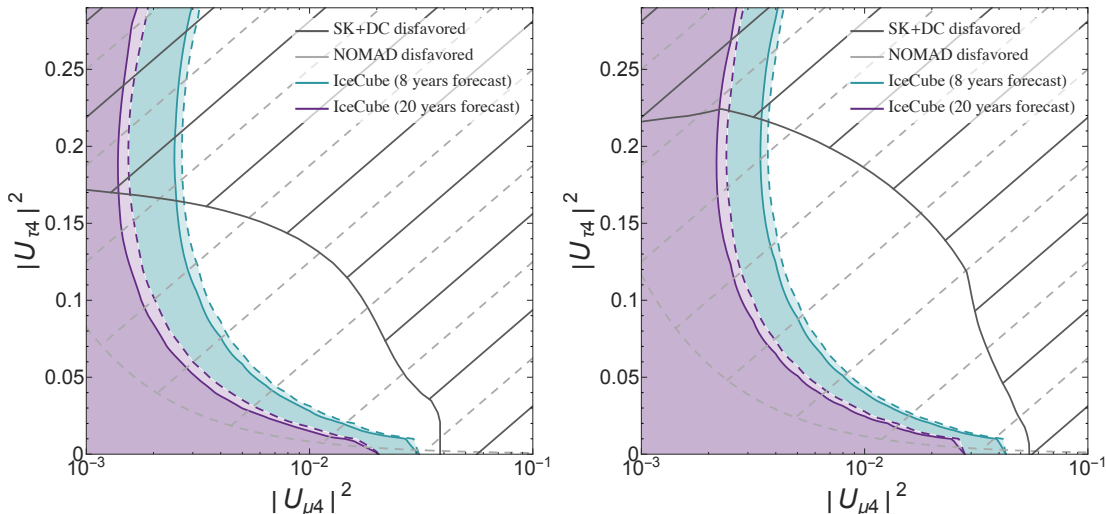 SK+DC disfavored
NOMAD disfavored
IceCube (8 years forecast)
IceCube (20 years forecast)
0.25
0.2
0.15
0.1
0.05
0
|Uτ4|²
10⁻³ 10⁻² 10⁻¹
|Uμ4|²
SK+DC disfavored
NOMAD disfavored
IceCube (8 years forecast)
IceCube (20 years forecast)
0.25
0.2
0.15
0.1
0.05
0
|Uτ4|²
10⁻³ 10⁻² 10⁻¹
|Uμ4|²